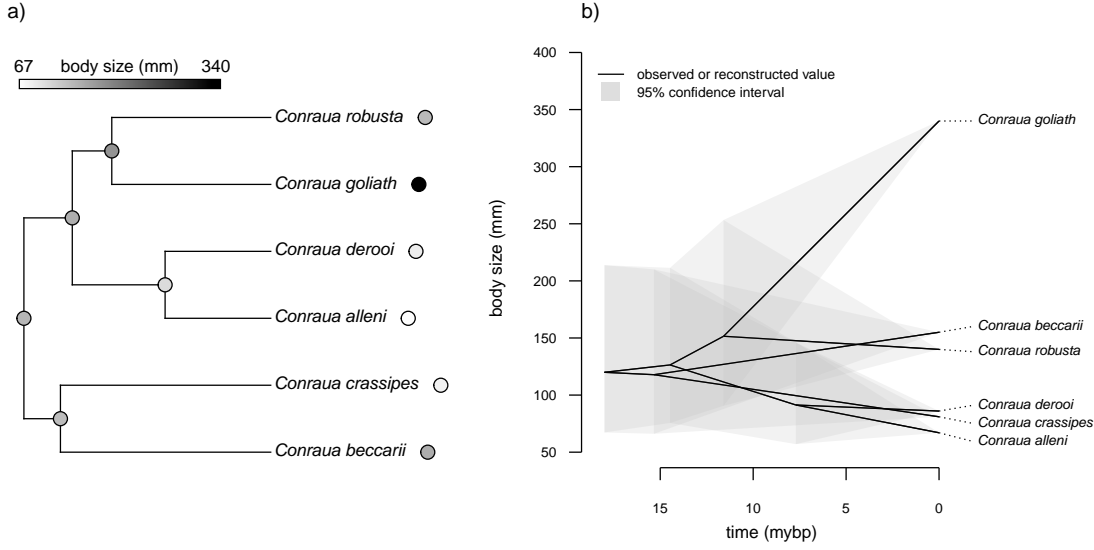 a)
67 body size (mm) 340
Conraua robusta
Conraua goliath
Conraua derooi
Conraua alleni
Conraua crassipes
Conraua beccarii
b)
400
350
300
250
200
150
100
50
body size (mm)
observed or reconstructed value
95% confidence interval
Conraua goliath
Conraua beccarii
Conraua robusta
Conraua derooi
Conraua crassipes
Conraua alleni
15 10 5 0
time (mybp)